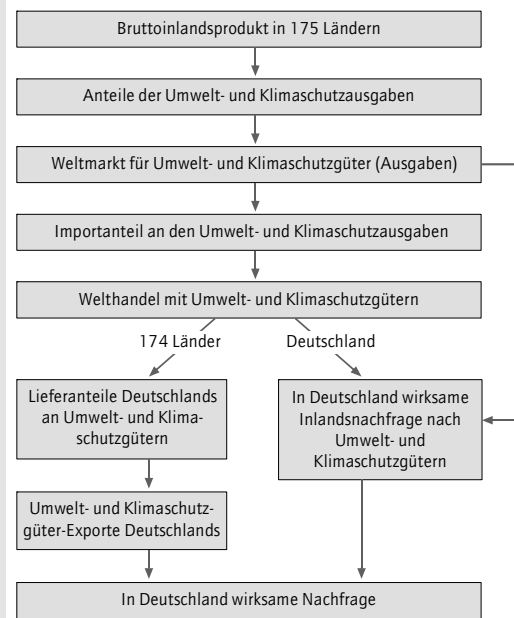 Bruttoinlandsprodukt in 175 Ländern
Anteile der Umwelt- und Klimaschutzausgaben
Weltmarkt für Umwelt- und Klimaschutzgüter (Ausgaben)
Importanteil an den Umwelt- und Klimaschutzausgaben
Welthandel mit Umwelt- und Klimaschutzgütern
174 Länder
Deutschland
Lieferanteile Deutschlands
an Umwelt- und Klima-
schutzgütern
In Deutschland wirksame
Inlandsnachfrage nach
Umwelt- und
Klimaschutzgütern
Umwelt- und Klimaschutz-
güter-Exporte Deutschlands
In Deutschland wirksame Nachfrage